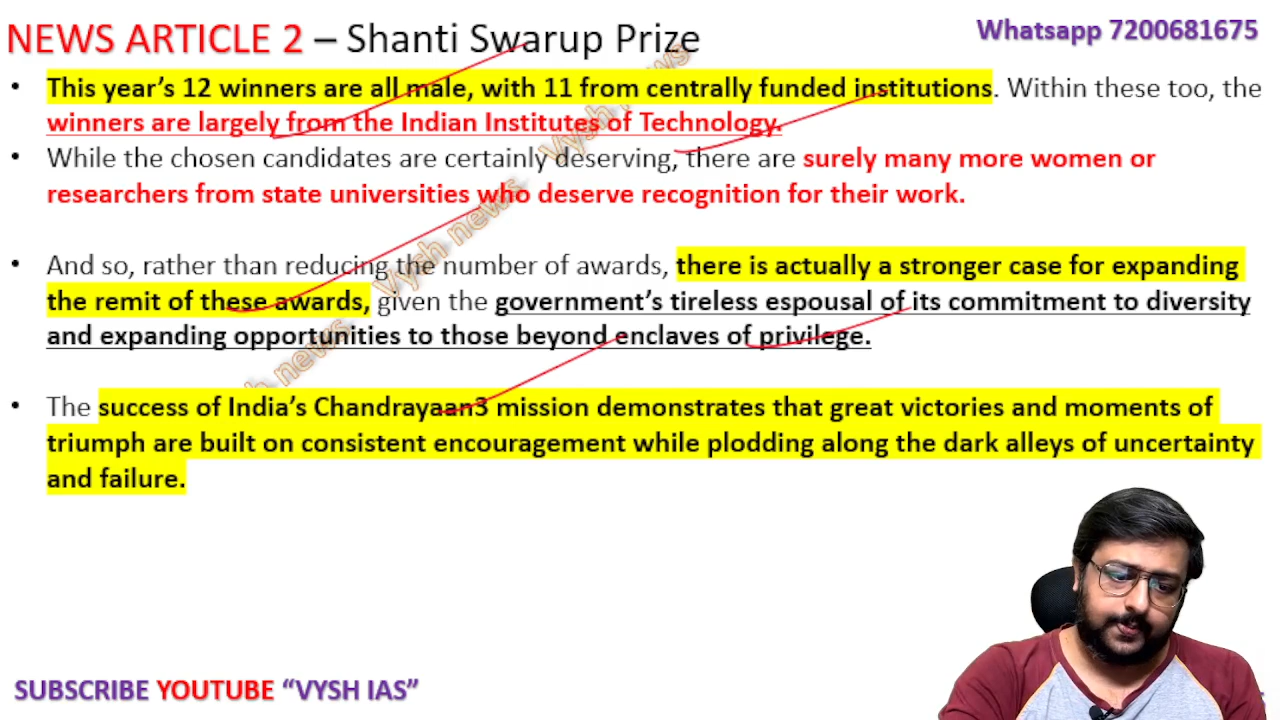 NEWS ARTICLE 2 – Shanti Swarup Prize
Whatsapp 7200681675
• This year's 12 winners are all male, with 11 from centrally funded institutions. Within these too, the
winners are largely from the Indian Institutes of Technology.
• While the chosen candidates are certainly deserving, there are surely many more women or
researchers from state universities who deserve recognition for their work.
• And so, rather than reducing the number of awards, there is actually a stronger case for expanding
the remit of these awards, given the government's tireless espousal of its commitment to diversity
and expanding opportunities to those beyond enclaves of privilege.
• The success of India's Chandrayaan3 mission demonstrates that great victories and moments of
triumph are built on consistent encouragement while plodding along the dark alleys of uncertainty
and failure.
Vysh news
Vysh news
news
SUBSCRIBE YOUTUBE “VYSH IAS”